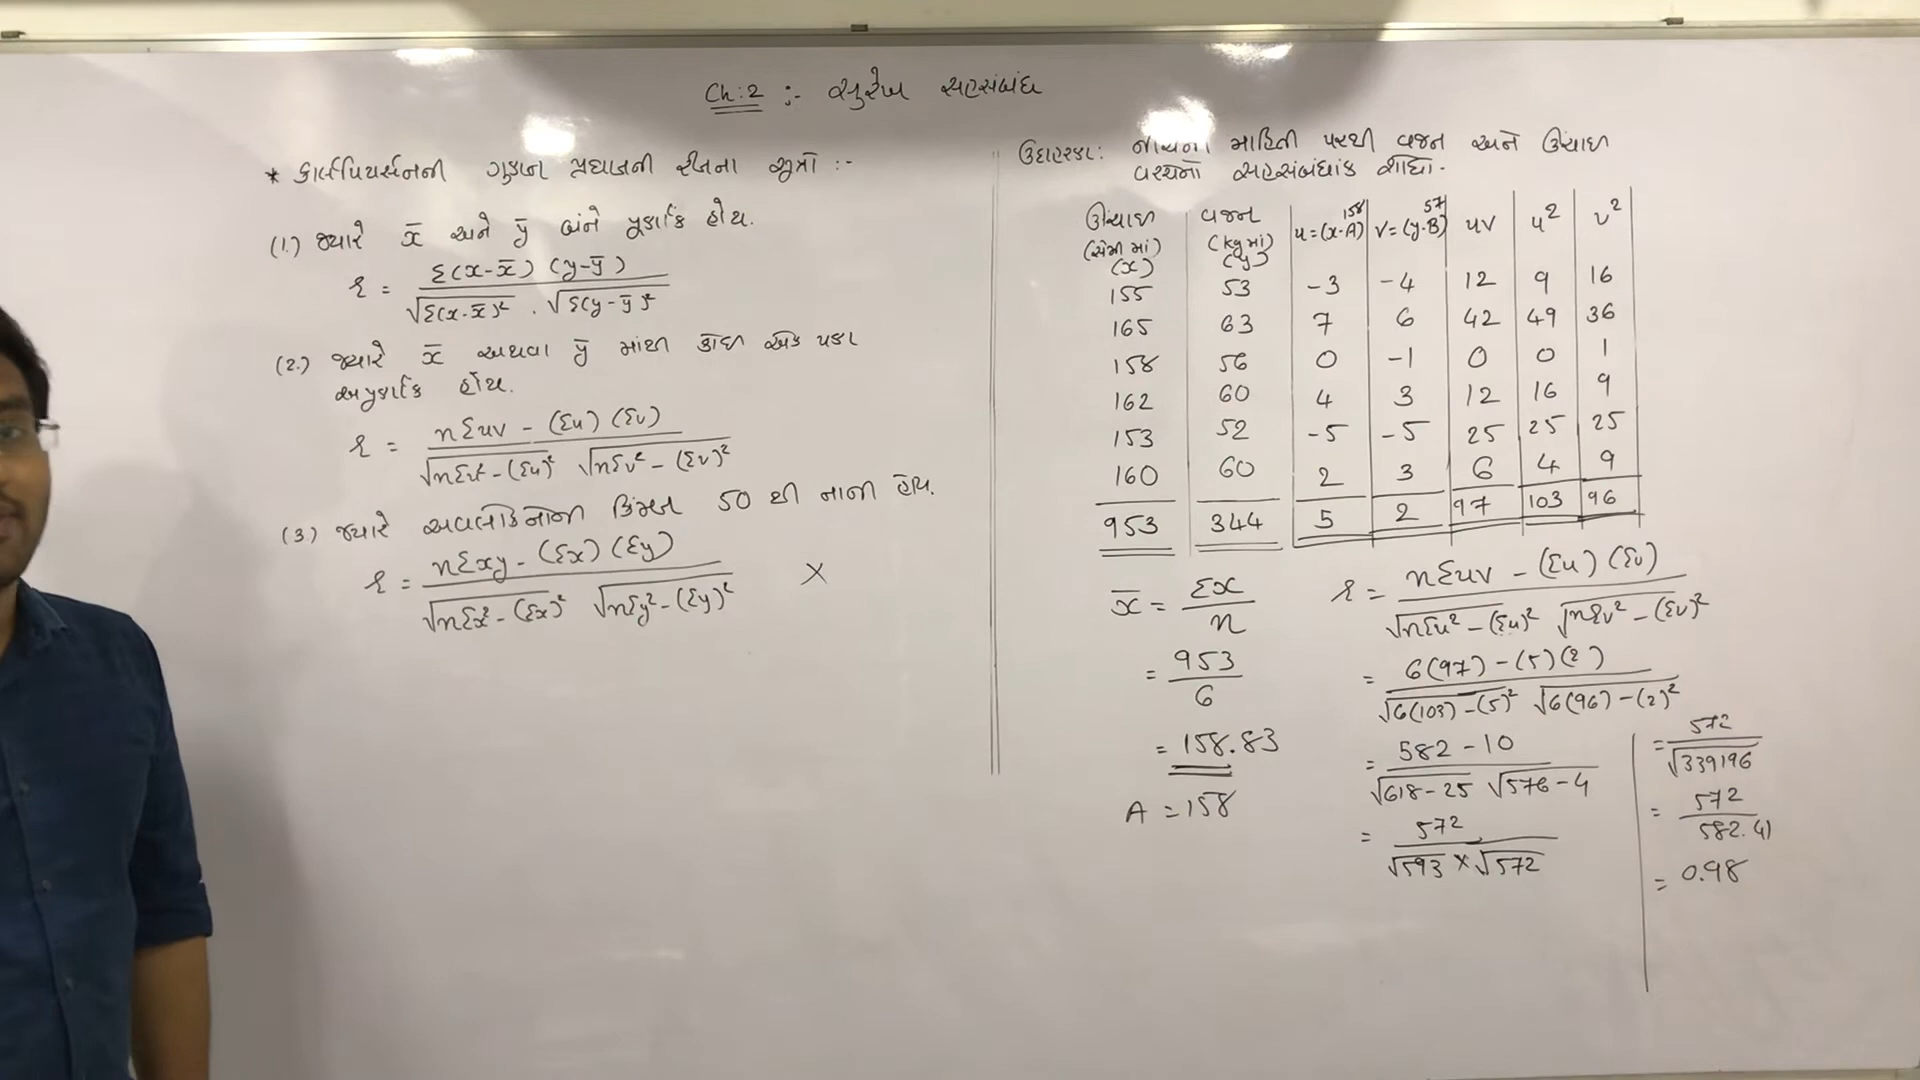 Ch:2 :- સુરેખ સહસંબંધ
* કાર્લપિયર્સનની ગુણાન પ્રઘાતની રીતના સૂત્રો :-
(1.) જ્યારે x̄ અને ȳ બંને પૂર્ણાંક હોય.
r = Σ(x-x̄) (y-ȳ) / √Σ(x-x̄)² . √Σ(y-ȳ)²
(2.) જ્યારે x̄ અથવા ȳ માંથી કોઇ એક પણ
અપૂર્ણાંક હોય.
r = nΣuv - (Σu) (Σv) / √nΣu² - (Σu)² √nΣv² - (Σv)²
(3.) જ્યારે અવલોકનોની કિંમત 50 થી નાની હોય.
r = nΣxy - (Σx) (Σy) / √nΣx² - (Σx)² √nΣy² - (Σy)² ×
ઉદાહરણ: નીચેની માહિતી પરથી વજન અને ઊંચાઇ
વચ્ચેનો સહસંબંધાંક શોધો.
ઊંચાઇ (સેમી માં) (x) વજન (kg માં) (y) u=(x-A) 158 v=(y-B) 57 uv u² v²
155 53 -3 -4 12 9 16
165 63 7 6 42 49 36
158 56 0 -1 0 0 1
162 60 4 3 12 16 9
153 52 -5 -5 25 25 25
160 60 2 3 6 4 9
953 344 5 2 97 103 96
x̄ = Σx / n
= 953 / 6
= 158.83
A = 158
r = nΣuv - (Σu) (Σv) / √nΣu² - (Σu)² √nΣv² - (Σv)²
= 6(97) - (5)(2) / √6(103) - (5)² √6(96) - (2)²
= 582 - 10 / √618-25 √576-4
= 572 / √593 × √572
= 572 / √339196
= 572 / 582.41
= 0.98